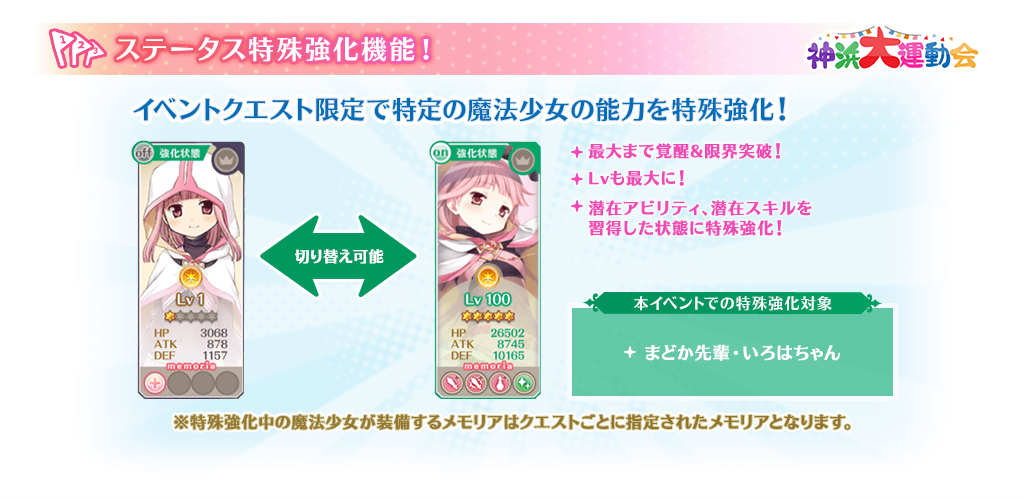 ステータス特殊強化機能！
神浜大運動会
イベントクエスト限定で特定の魔法少女の能力を特殊強化！
off 強化状態
Lv 1
HP 3068
ATK 878
DEF 1157
memoria
切り替え可能
on 強化状態
Lv 100
HP 26502
ATK 8745
DEF 10165
memoria
最大まで覚醒&限界突破！
Lvも最大に！
潜在アビリティ、潜在スキルを
習得した状態に特殊強化！
本イベントでの特殊強化対象
まどか先輩・いろはちゃん
※特殊強化中の魔法少女が装備するメモリアはクエストごとに指定されたメモリアとなります。